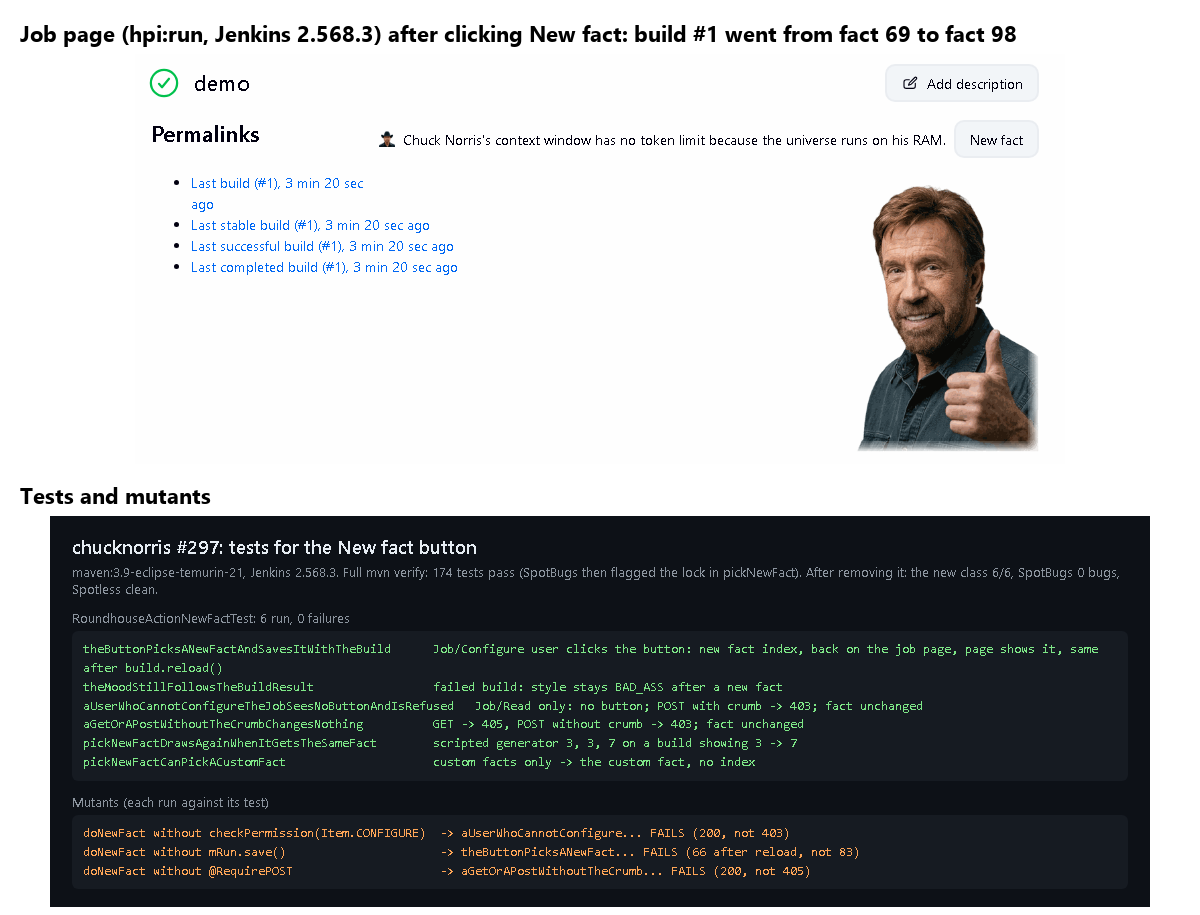 Job page (hpi:run, Jenkins 2.568.3) after clicking New fact: build #1 went from fact 69 to fact 98
demo
Add description
Permalinks
Chuck Norris's context window has no token limit because the universe runs on his RAM.
New fact
Last build (#1), 3 min 20 sec
ago
Last stable build (#1), 3 min 20 sec ago
Last successful build (#1), 3 min 20 sec ago
Last completed build (#1), 3 min 20 sec ago
Tests and mutants
chucknorris #297: tests for the New fact button
maven:3.9-eclipse-temurin-21, Jenkins 2.568.3. Full mvn verify: 174 tests pass (SpotBugs then flagged the lock in pickNewFact). After removing it: the new class 6/6, SpotBugs 0 bugs,
Spotless clean.
RoundhouseActionNewFactTest: 6 run, 0 failures
theButtonPicksANewFactAndSavesItWithTheBuild Job/Configure user clicks the button: new fact index, back on the job page, page shows it, same
after build.reload()
theMoodStillFollowsTheBuildResult failed build: style stays BAD_ASS after a new fact
aUserWhoCannotConfigureTheJobSeesNoButtonAndIsRefused Job/Read only: no button; POST with crumb -> 403; fact unchanged
aGetOrAPostWithoutTheCrumbChangesNothing GET -> 405, POST without crumb -> 403; fact unchanged
pickNewFactDrawsAgainWhenItGetsTheSameFact scripted generator 3, 3, 7 on a build showing 3 -> 7
pickNewFactCanPickACustomFact custom facts only -> the custom fact, no index
Mutants (each run against its test)
doNewFact without checkPermission(Item.CONFIGURE) -> aUserWhoCannotConfigure... FAILS (200, not 403)
doNewFact without mRun.save() -> theButtonPicksANewFact... FAILS (66 after reload, not 83)
doNewFact without @RequirePOST -> aGetOrAPostWithoutTheCrumb... FAILS (200, not 405)